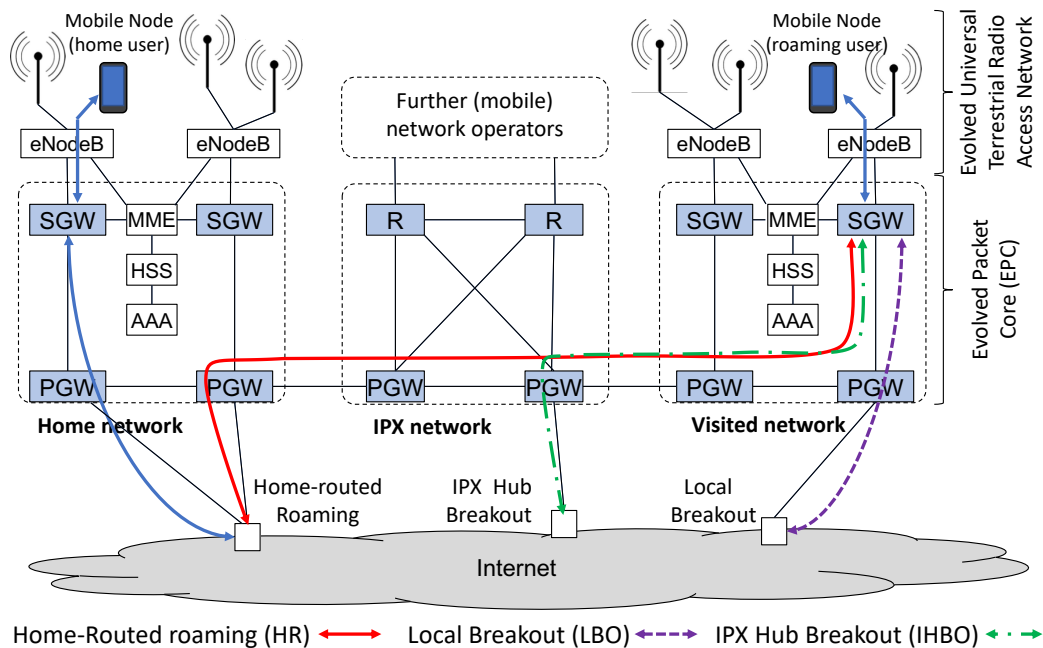 Mobile Node
(home user)
Mobile Node
(roaming user)
Further (mobile)
network operators
eNodeB
eNodeB
eNodeB
eNodeB
Evolved Universal
Terrestrial Radio
Access Network
SGW
MME
SGW
R
R
SGW
MME
SGW
HSS
HSS
AAA
AAA
Evolved Packet
Core (EPC)
PGW
PGW
PGW
PGW
PGW
PGW
Home network
IPX network
Visited network
Home-routed
Roaming
IPX Hub
Breakout
Local
Breakout
Internet
Home-Routed roaming (HR)
Local Breakout (LBO)
IPX Hub Breakout (IHBO)